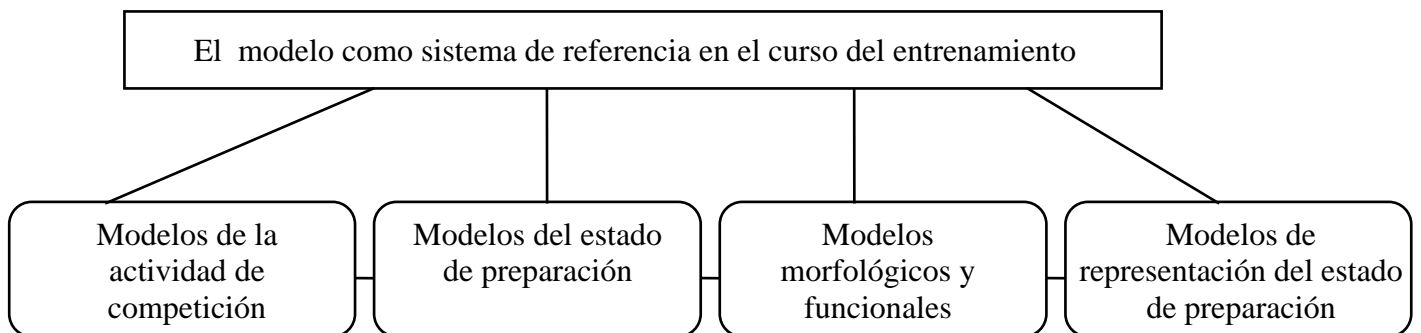 El modelo como sistema de referencia en el curso del entrenamiento
Modelos de la
actividad de
competición
Modelos del estado
de preparación
Modelos
morfológicos y
funcionales
Modelos de
representación del estado
de preparación